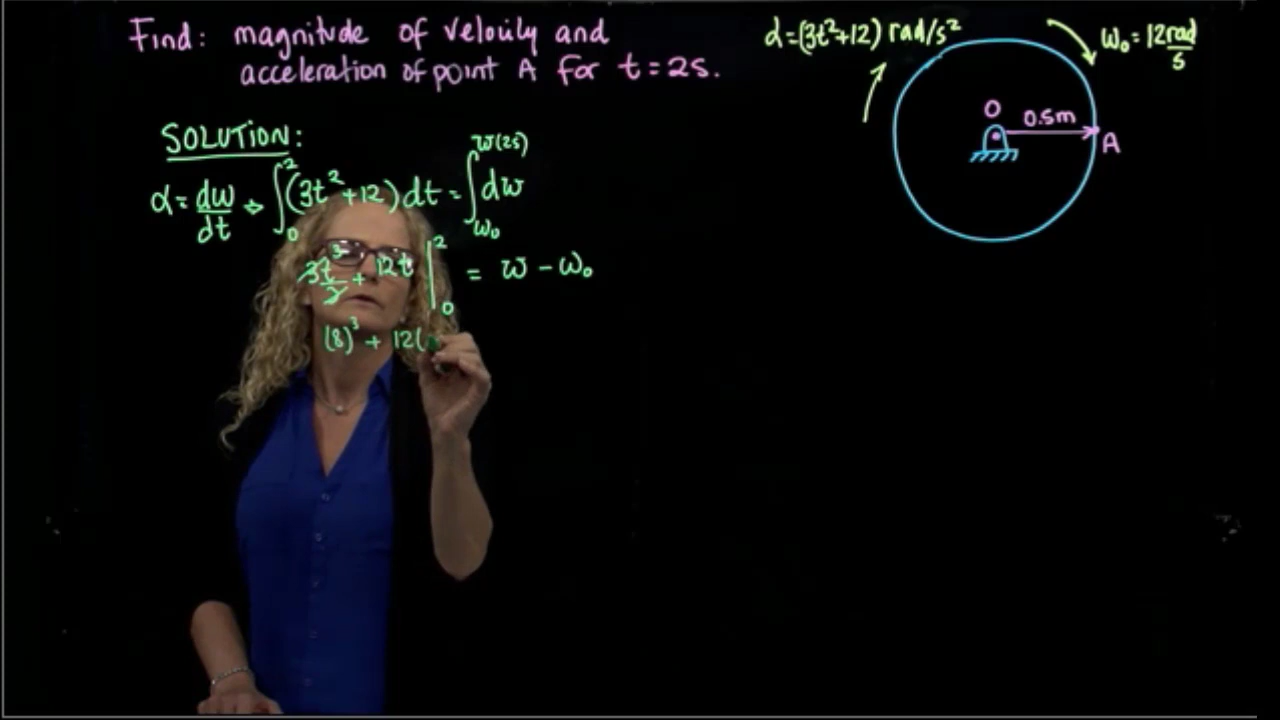 Find: magnitude of velocity and
acceleration of point A for t = 2s.
α = (3t² + 12) rad/s²
ω₀ = 12 rad/s
O
0.5m
A
SOLUTION:
α = dω/dt → ∫₀² (3t² + 12) dt = ∫_ω₀^ω(2s) dω
3t³/3 + 12t |₀² = ω - ω₀
(8)³ + 12(